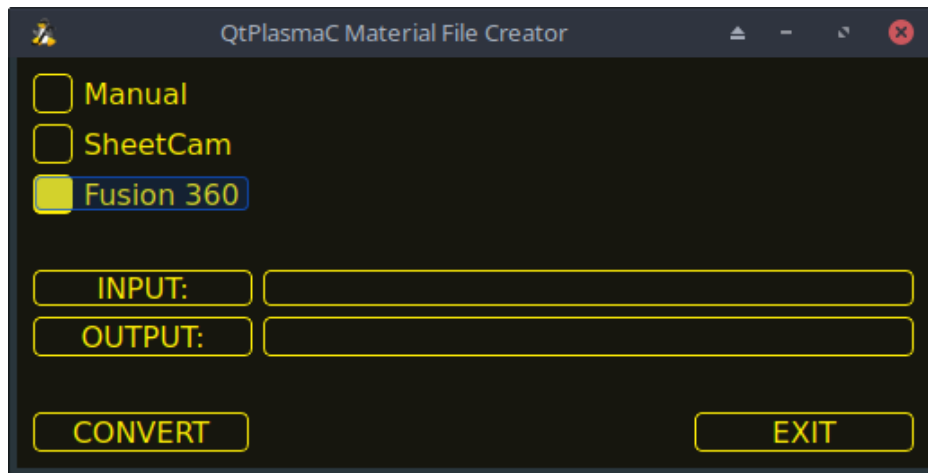 QtPlasmaC Material File Creator
Manual
SheetCam
Fusion 360
INPUT:
OUTPUT:
CONVERT
EXIT